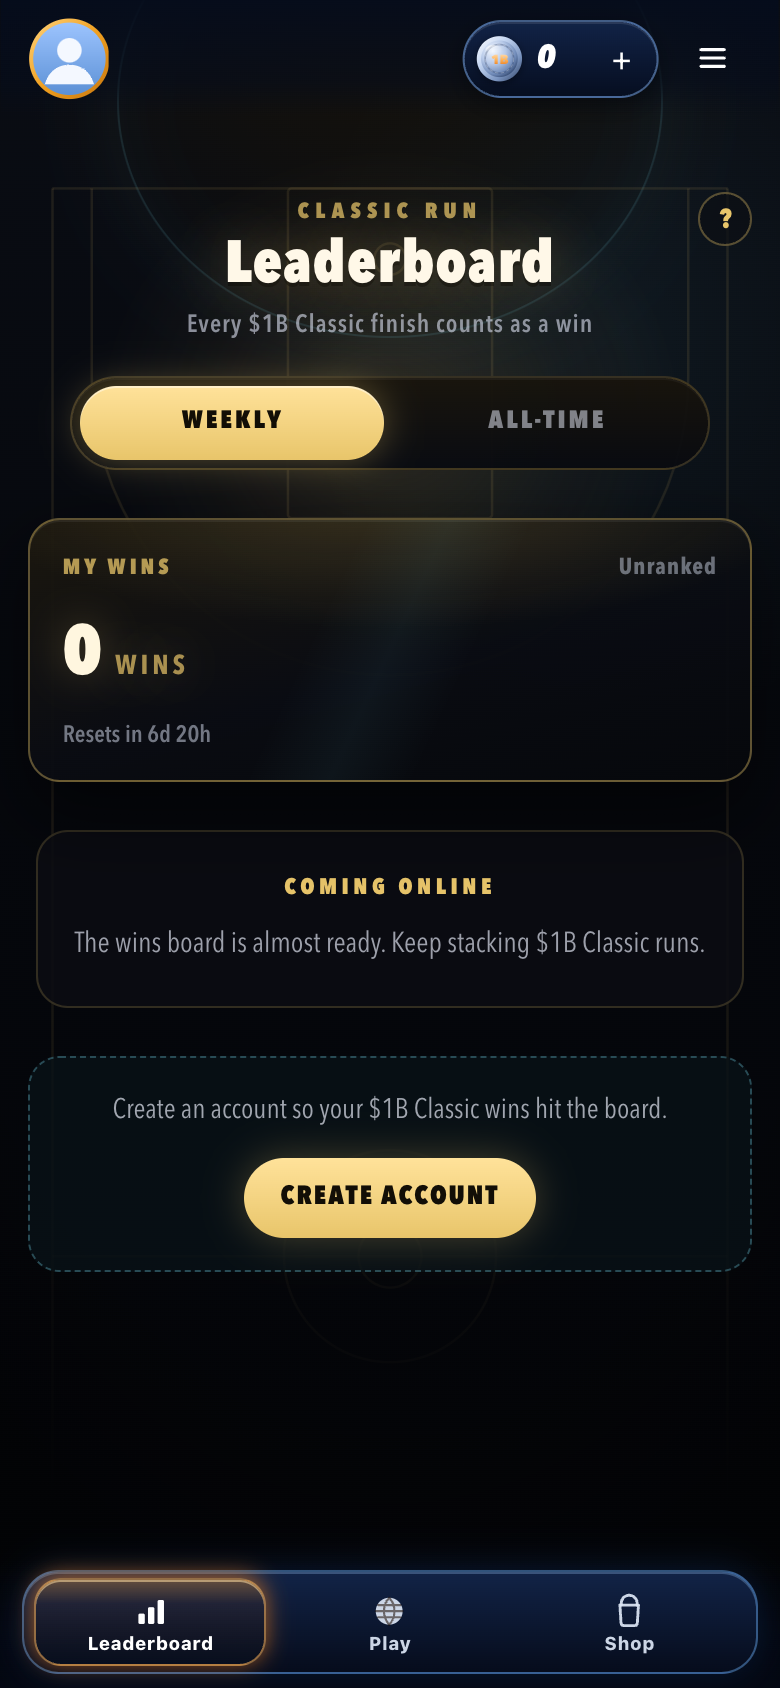 1B
0
+
CLASSIC RUN
?
Leaderboard
Every $1B Classic finish counts as a win
WEEKLY
ALL-TIME
MY WINS
Unranked
0 WINS
Resets in 6d 20h
COMING ONLINE
The wins board is almost ready. Keep stacking $1B Classic runs.
Create an account so your $1B Classic wins hit the board.
CREATE ACCOUNT
Leaderboard
Play
Shop